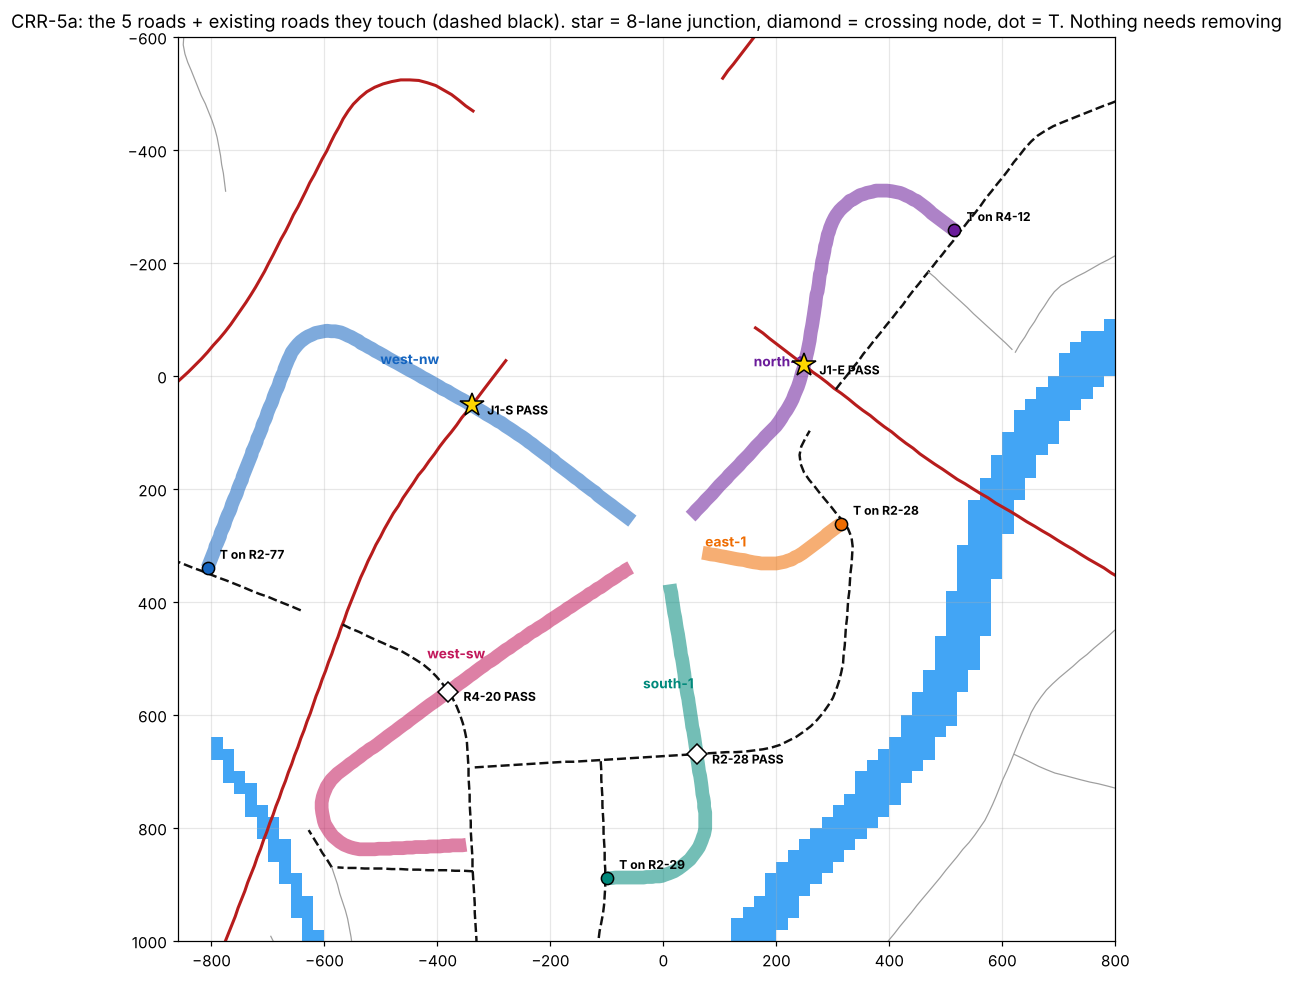 CRR-5a: the 5 roads + existing roads they touch (dashed black). star = 8-lane junction, diamond = crossing node, dot = T. Nothing needs removing
−600
−400
−200
0
200
400
600
800
1000
T on R4-12
north
J1-E PASS
west-nw
J1-S PASS
T on R2-28
east-1
T on R2-77
west-sw
south-1
R4-20 PASS
R2-28 PASS
T on R2-29
−800
−600
−400
−200
0
200
400
600
800